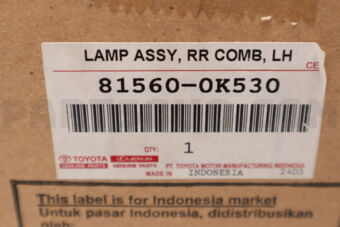 LAMP ASSY, RR COMB, LH
CE
81560-0K530
QTY: 1
TOYOTA LEXUS PT. TOYOTA MOTOR MANUFACTURING INDONESIA
GENUINE PARTS GENUINE PARTS MADE IN INDONESIA 24D3
This label is for Indonesia market
Untuk pasar Indonesia, didistribusikan
oleh: